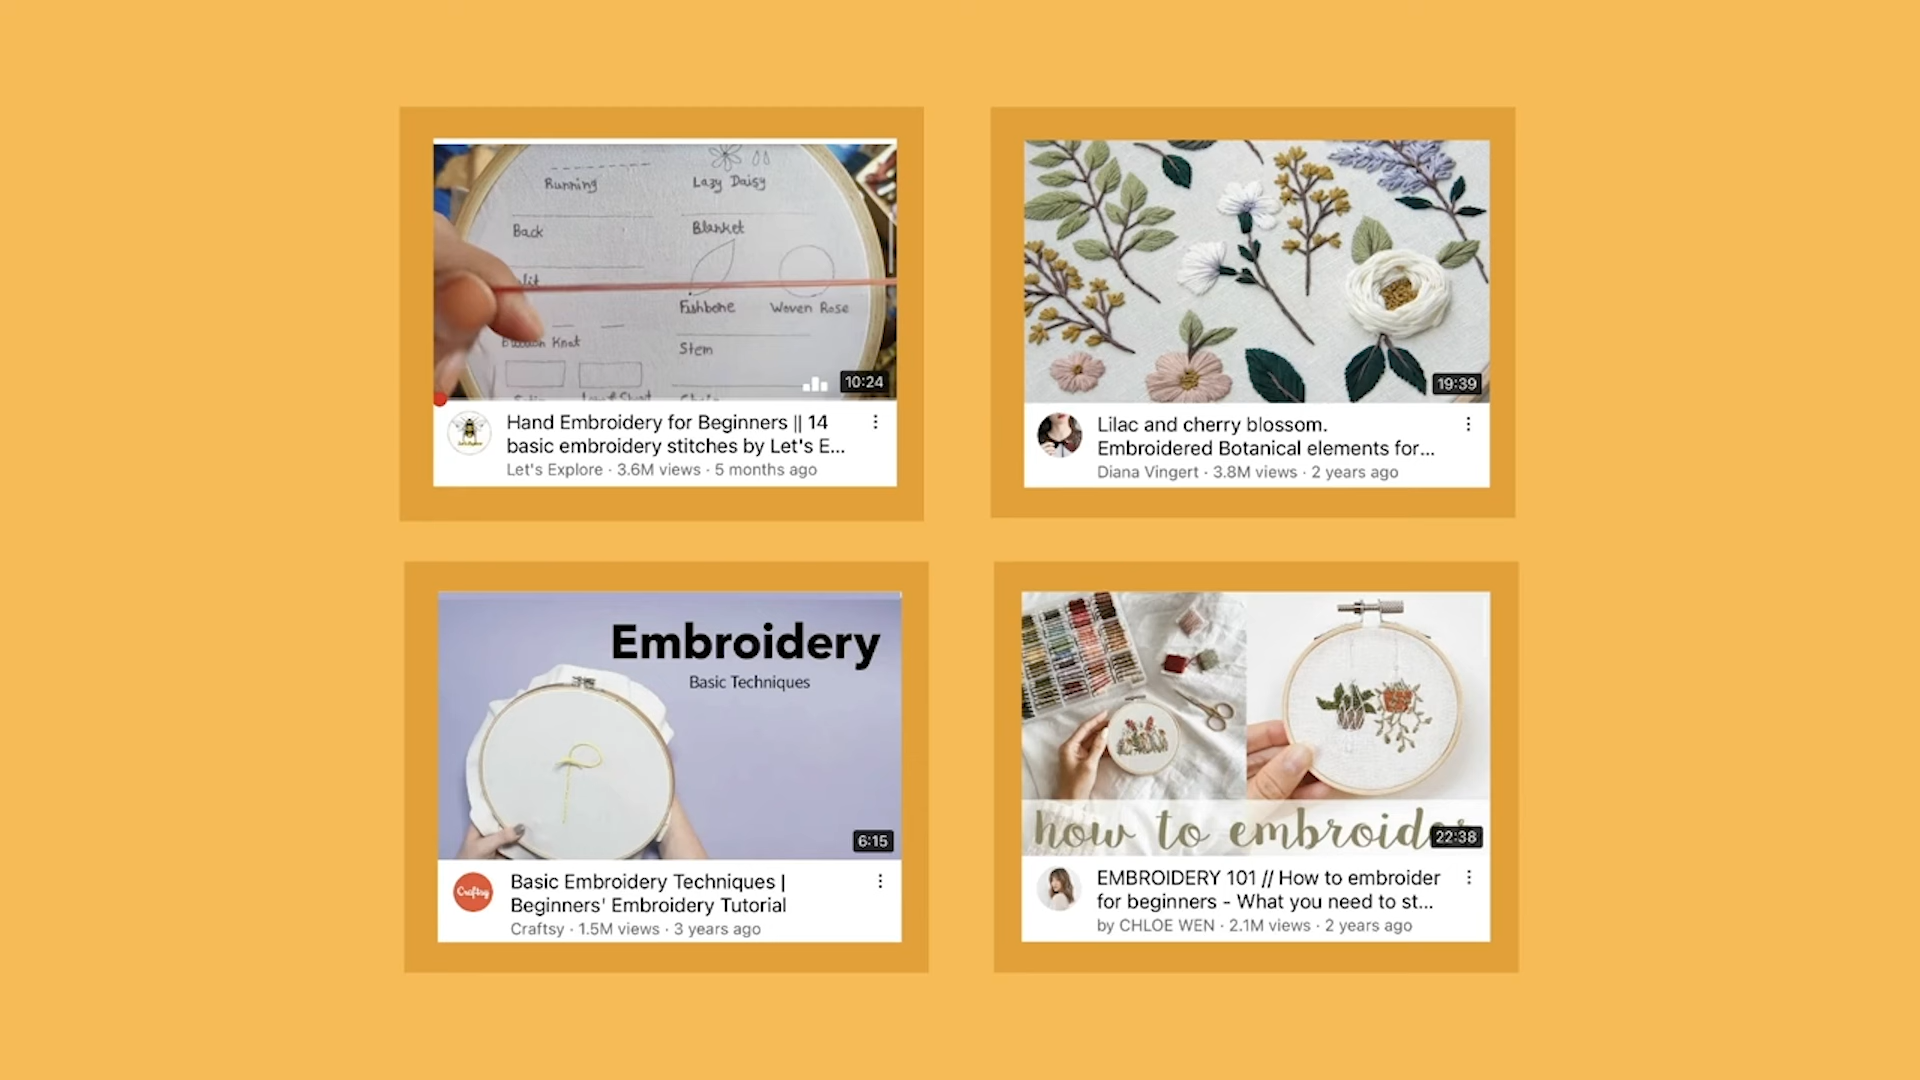 Running
Lazy Daisy
Back
Blanket
Fishbone
Woven Rose
Knot
Stem
10:24
Hand Embroidery for Beginners || 14
basic embroidery stitches by Let's E...
Let's Explore · 3.6M views · 5 months ago
19:39
Lilac and cherry blossom.
Embroidered Botanical elements for...
Diana Vingert · 3.8M views · 2 years ago
Embroidery
Basic Techniques
6:15
Craftsy
Basic Embroidery Techniques |
Beginners' Embroidery Tutorial
Craftsy · 1.5M views · 3 years ago
how to embroider
22:38
EMBROIDERY 101 // How to embroider
for beginners - What you need to st...
by CHLOE WEN · 2.1M views · 2 years ago